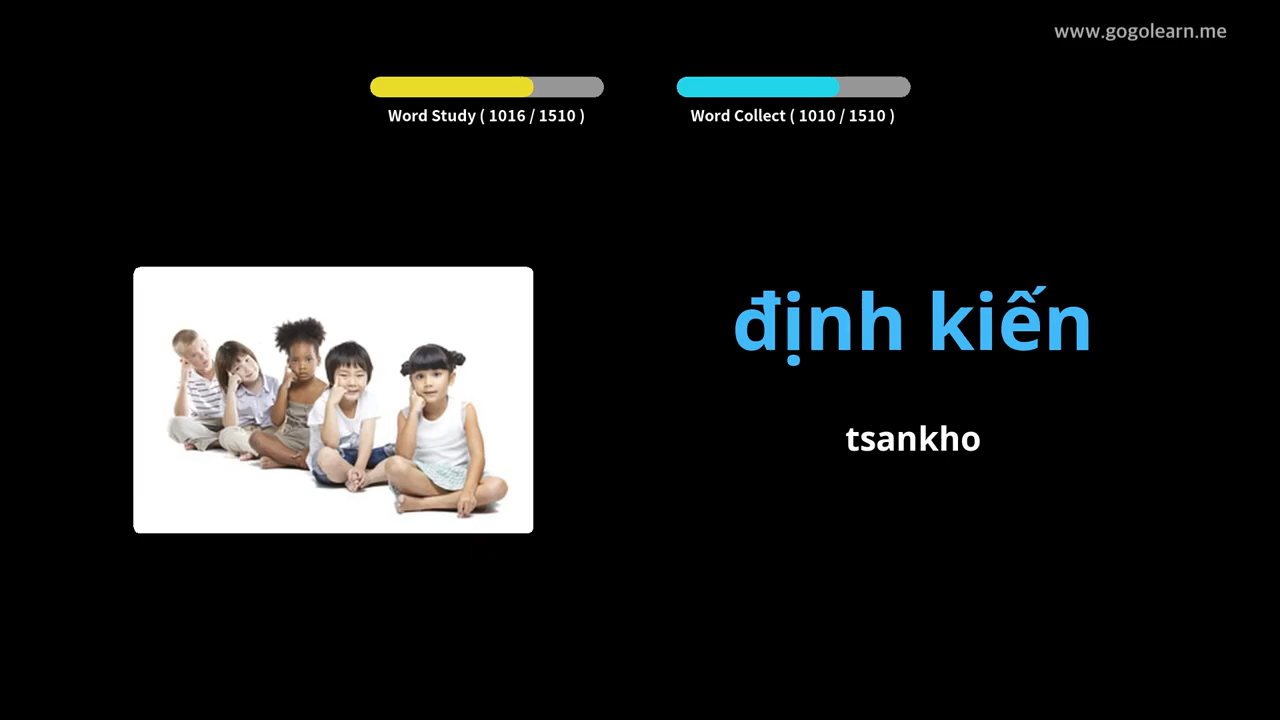 www.gogolearn.me
Word Study ( 1016 / 1510 )
Word Collect ( 1010 / 1510 )
định kiến
tsankho